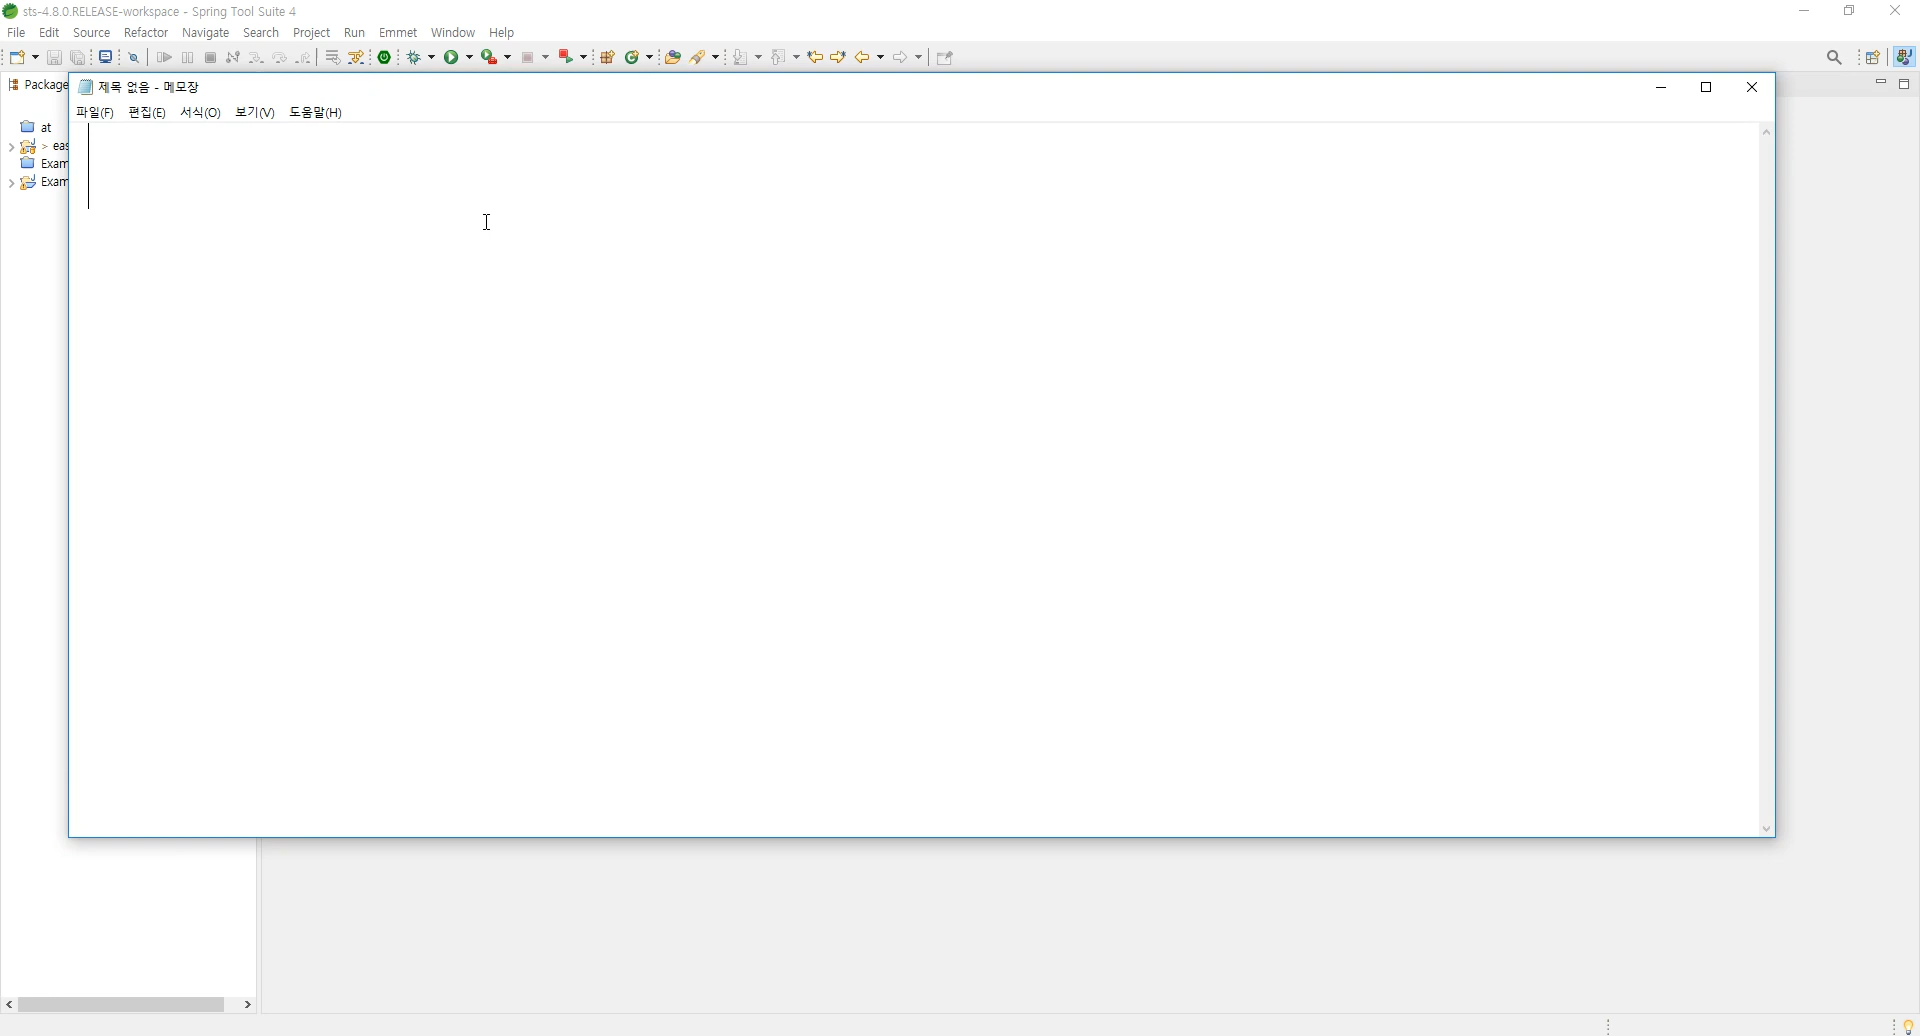 sts-4.8.0.RELEASE-workspace - Spring Tool Suite 4
File Edit Source Refactor Navigate Search Project Run Emmet Window Help
Package
제목 없음 - 메모장
파일(F) 편집(E) 서식(O) 보기(V) 도움말(H)
at
> eas
Exam
Exam